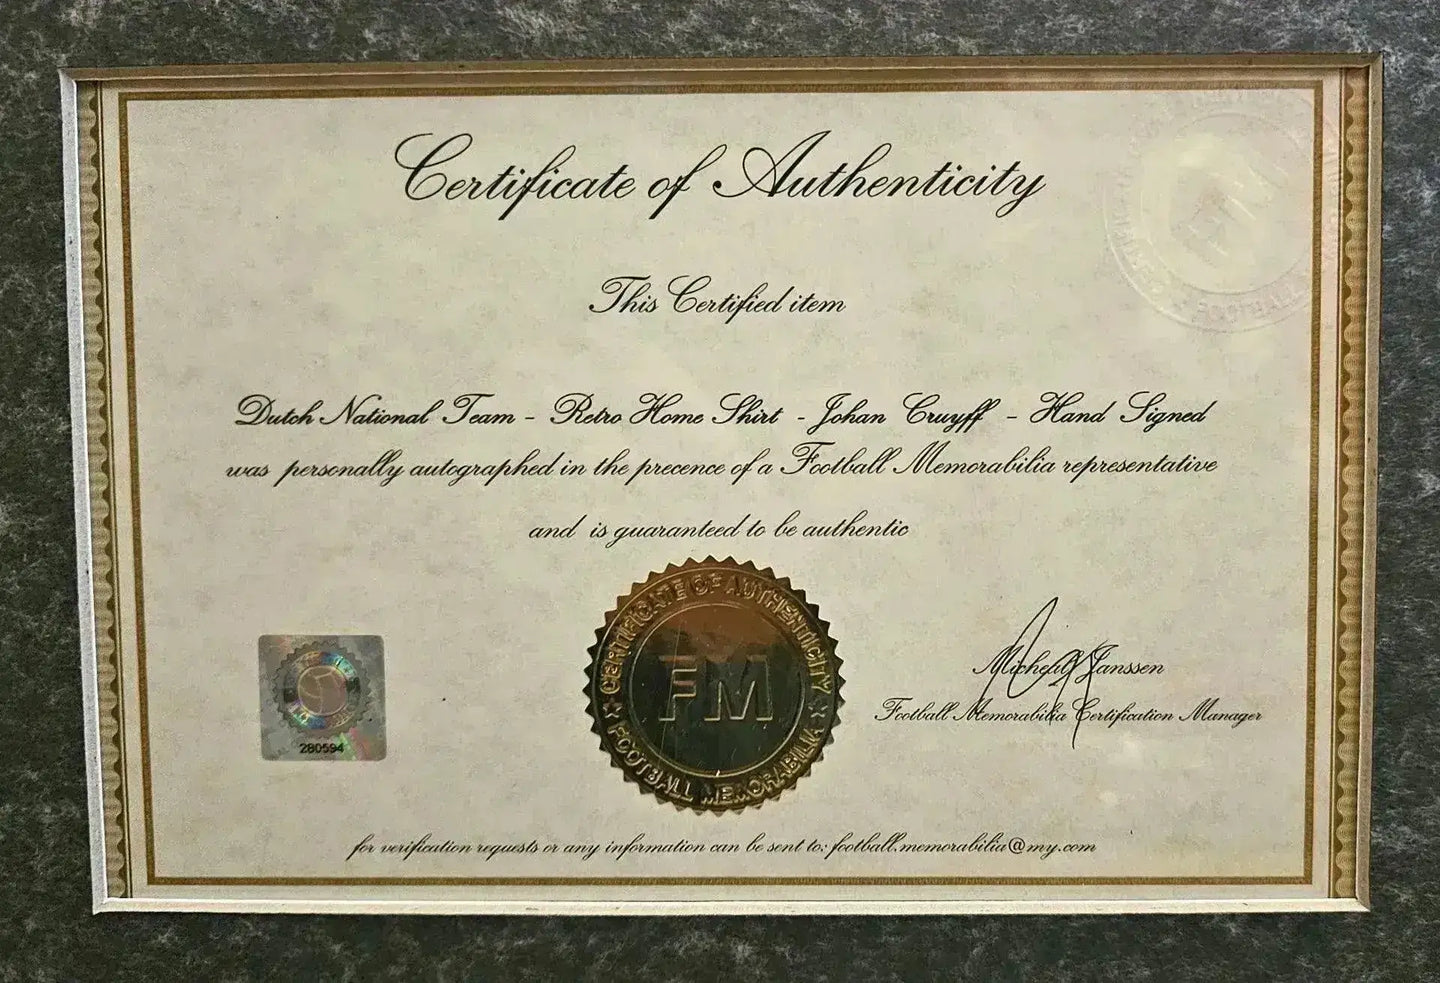 Certificate of Authenticity
This Certified item
Dutch National Team - Retro Home Shirt - Johan Cruyff - Hand Signed
was personally autographed in the precence of a Football Memorabilia representative
and is guaranteed to be authentic
CERTIFICATE OF AUTHENTICITY
FM
FOOTBALL MEMORABILIA
280594
Janssen
Football Memorabilia Certification Manager
for verification requests or any information can be sent to: football.memorabilia@my.com